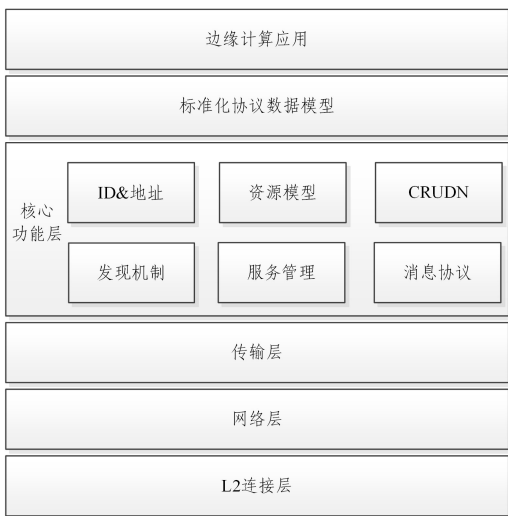 边缘计算应用
标准化协议数据模型
核心
功能层
ID&地址
资源模型
CRUDN
发现机制
服务管理
消息协议
传输层
网络层
L2连接层